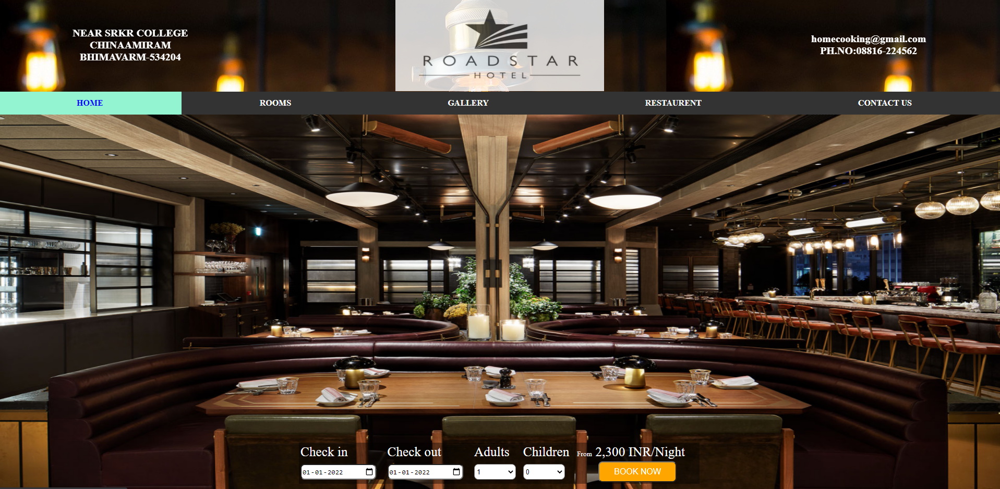 NEAR SRKR COLLEGE
CHINAAMIRAM
BHIMAVARM-534204
ROADSTAR
HOTEL
homecooking@gmail.com
PH.NO:08816-224562
HOME
ROOMS
GALLERY
RESTAURENT
CONTACT US
Check in
Check out
Adults
Children
From 2,300 INR/Night
01-01-2022
01-01-2022
1
0
BOOK NOW